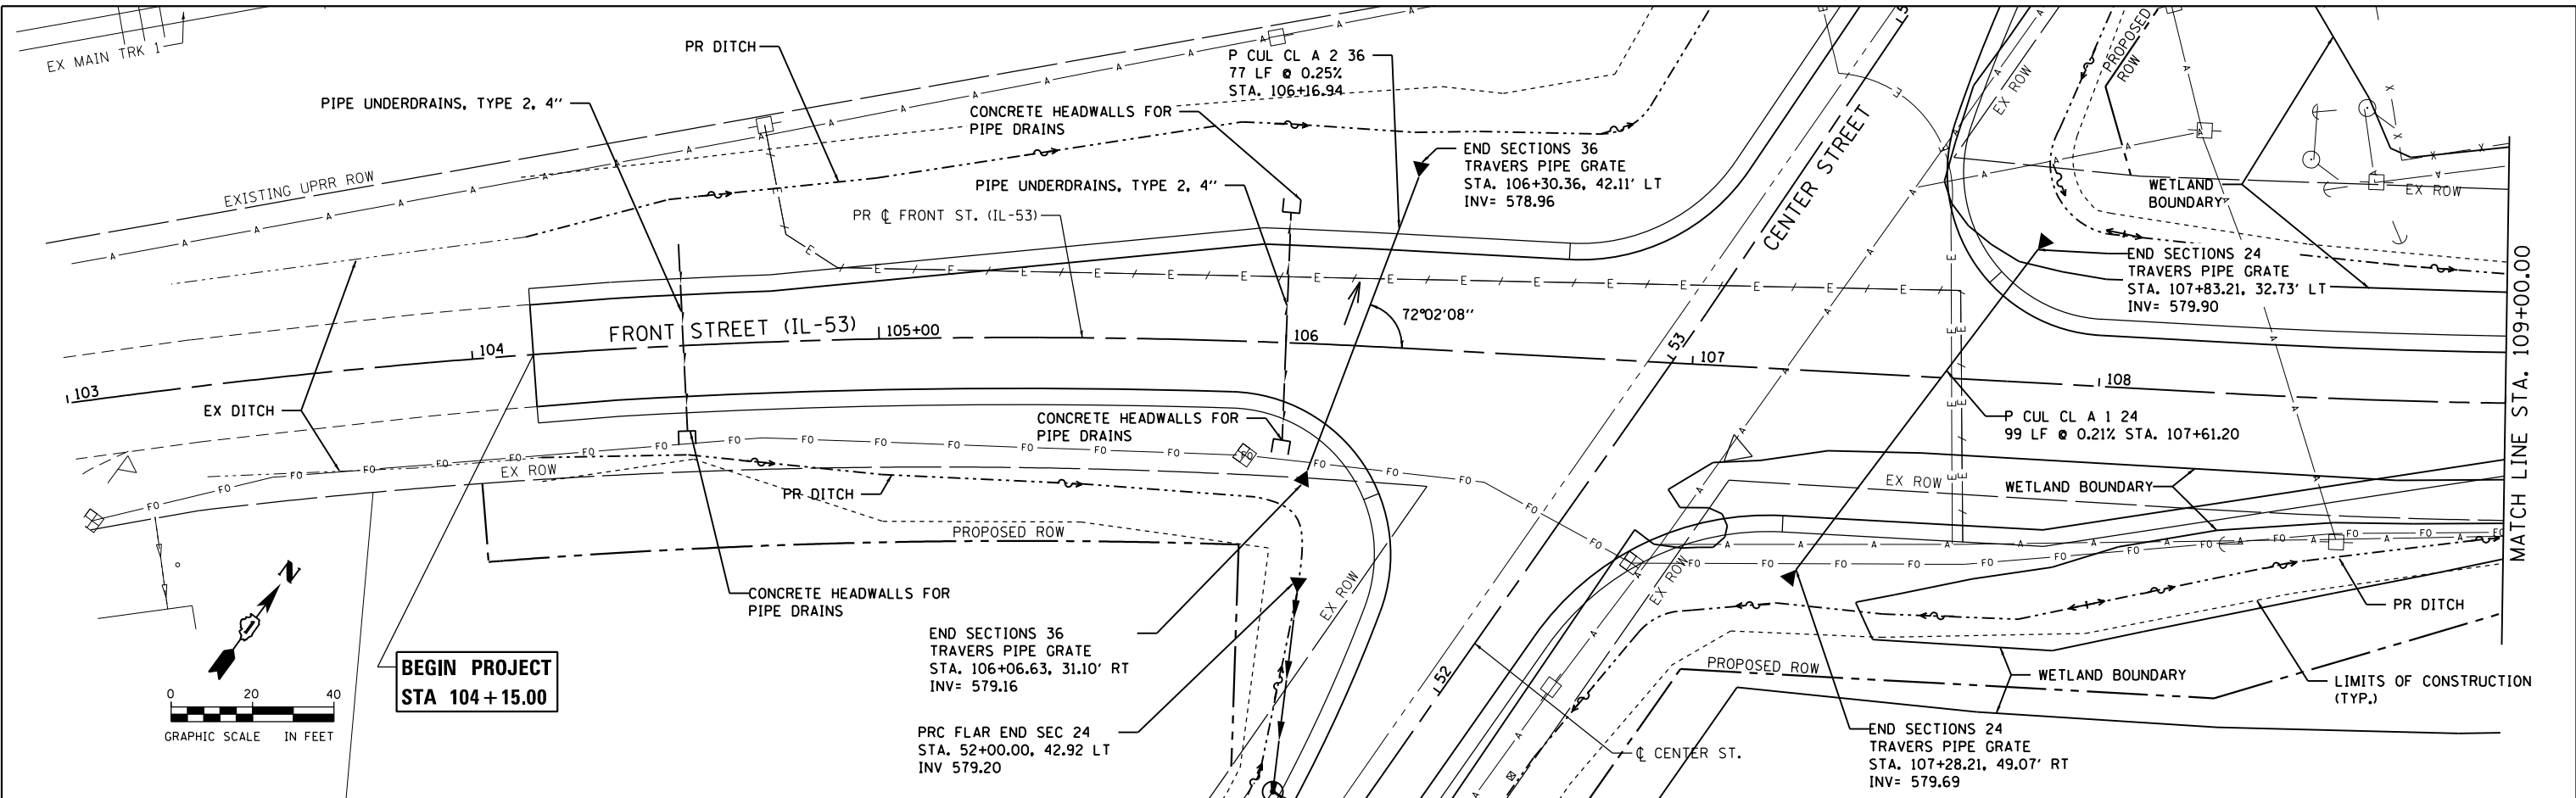 EX MAIN TRK 1
PR DITCH
PIPE UNDERDRAINS, TYPE 2, 4"
P CUL CL A 2 36
77 LF @ 0.25%
STA. 106+16.94
CONCRETE HEADWALLS FOR
PIPE DRAINS
END SECTIONS 36
TRAVERS PIPE GRATE
STA. 106+30.36, 42.11' LT
INV= 578.96
PIPE UNDERDRAINS, TYPE 2, 4"
PR ℄ FRONT ST. (IL-53)
EXISTING UPRR ROW
CENTER STREET
EX ROW
PROPOSED
ROW
WETLAND
BOUNDARY
EX ROW
END SECTIONS 24
TRAVERS PIPE GRATE
STA. 107+83.21, 32.73' LT
INV= 579.90
MATCH LINE STA. 109+00.00
72°02'08"
FRONT STREET (IL-53)
103
104
105+00
106
107
108
53
52
EX DITCH
P CUL CL A 1 24
99 LF @ 0.21% STA. 107+61.20
CONCRETE HEADWALLS FOR
PIPE DRAINS
EX ROW
PR DITCH
PROPOSED ROW
EX ROW
WETLAND BOUNDARY
EX ROW
EX ROW
CONCRETE HEADWALLS FOR
PIPE DRAINS
END SECTIONS 36
TRAVERS PIPE GRATE
STA. 106+06.63, 31.10' RT
INV= 579.16
PRC FLAR END SEC 24
STA. 52+00.00, 42.92 LT
INV 579.20
BEGIN PROJECT
STA 104+15.00
N
0 20 40
GRAPHIC SCALE IN FEET
PR DITCH
PROPOSED ROW
WETLAND BOUNDARY
LIMITS OF CONSTRUCTION
(TYP.)
℄ CENTER ST.
END SECTIONS 24
TRAVERS PIPE GRATE
STA. 107+28.21, 49.07' RT
INV= 579.69